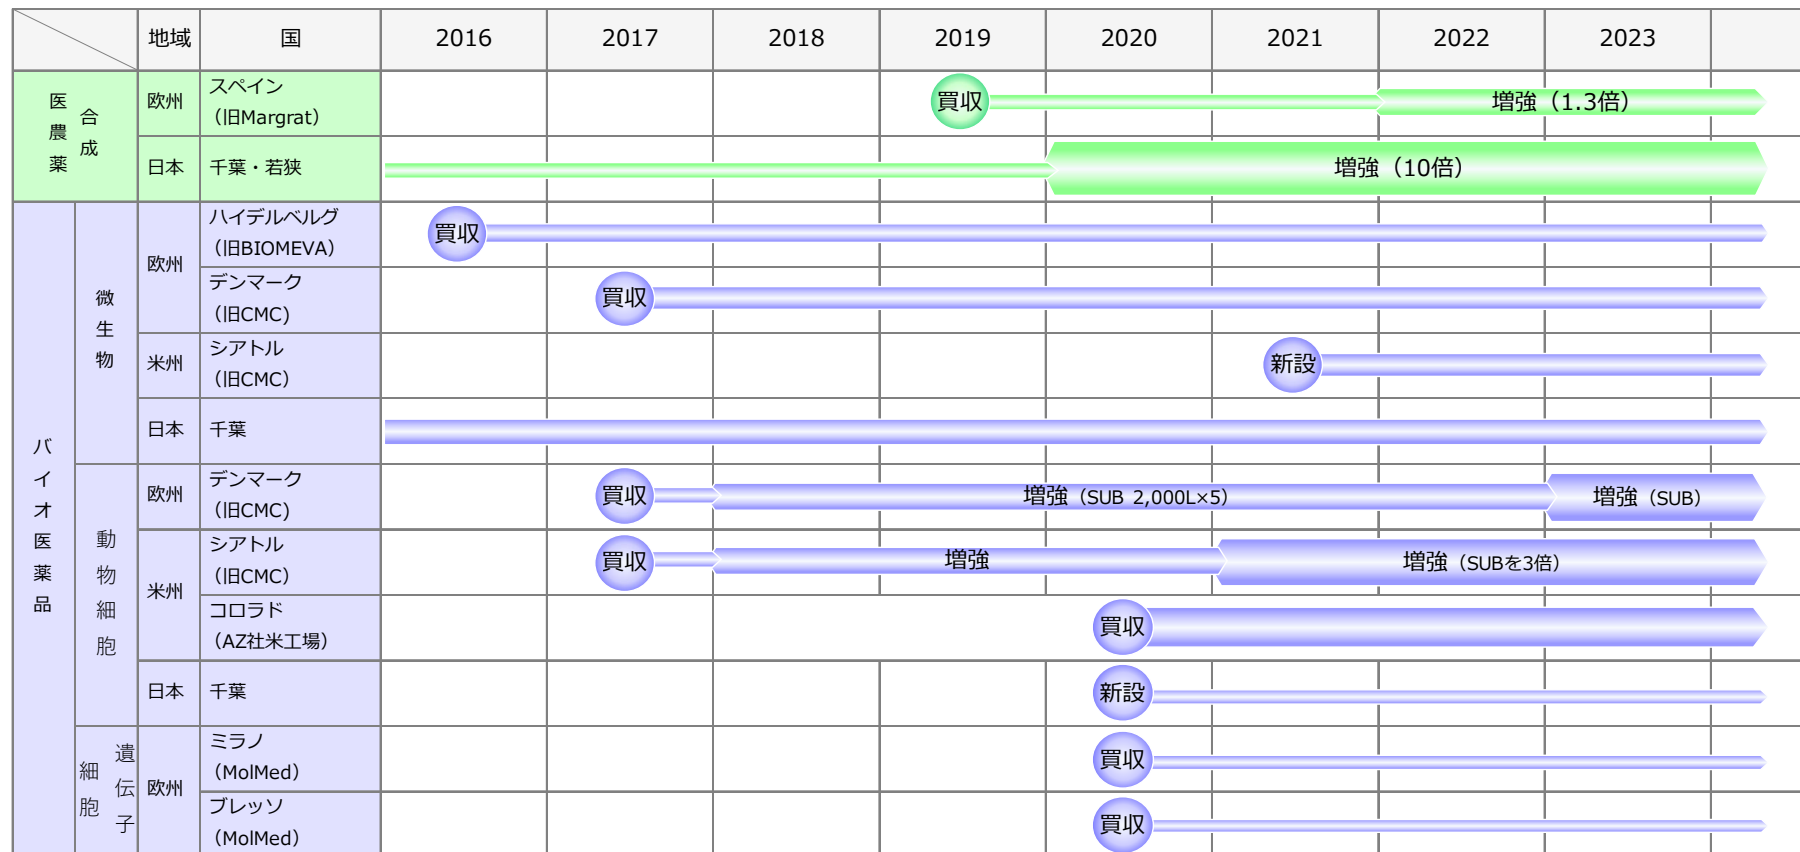 地域 国 2016 2017 2018 2019 2020 2021 2022 2023
医農薬
合成
欧州
スペイン
（旧Margrat）
買収
増強（1.3倍）
日本
千葉・若狭
増強（10倍）
バイオ医薬品
微生物
欧州
ハイデルベルグ
（旧BIOMEVA）
買収
デンマーク
（旧CMC)
買収
米州
シアトル
（旧CMC）
新設
日本
千葉
動物細胞
欧州
デンマーク
（旧CMC)
買収
増強（SUB 2,000L×5）
増強（SUB）
米州
シアトル
（旧CMC）
買収
増強
増強（SUBを3倍）
コロラド
（AZ社米工場）
買収
日本
千葉
新設
遺伝子
細胞
欧州
ミラノ
（MolMed）
買収
ブレッソ
（MolMed）
買収